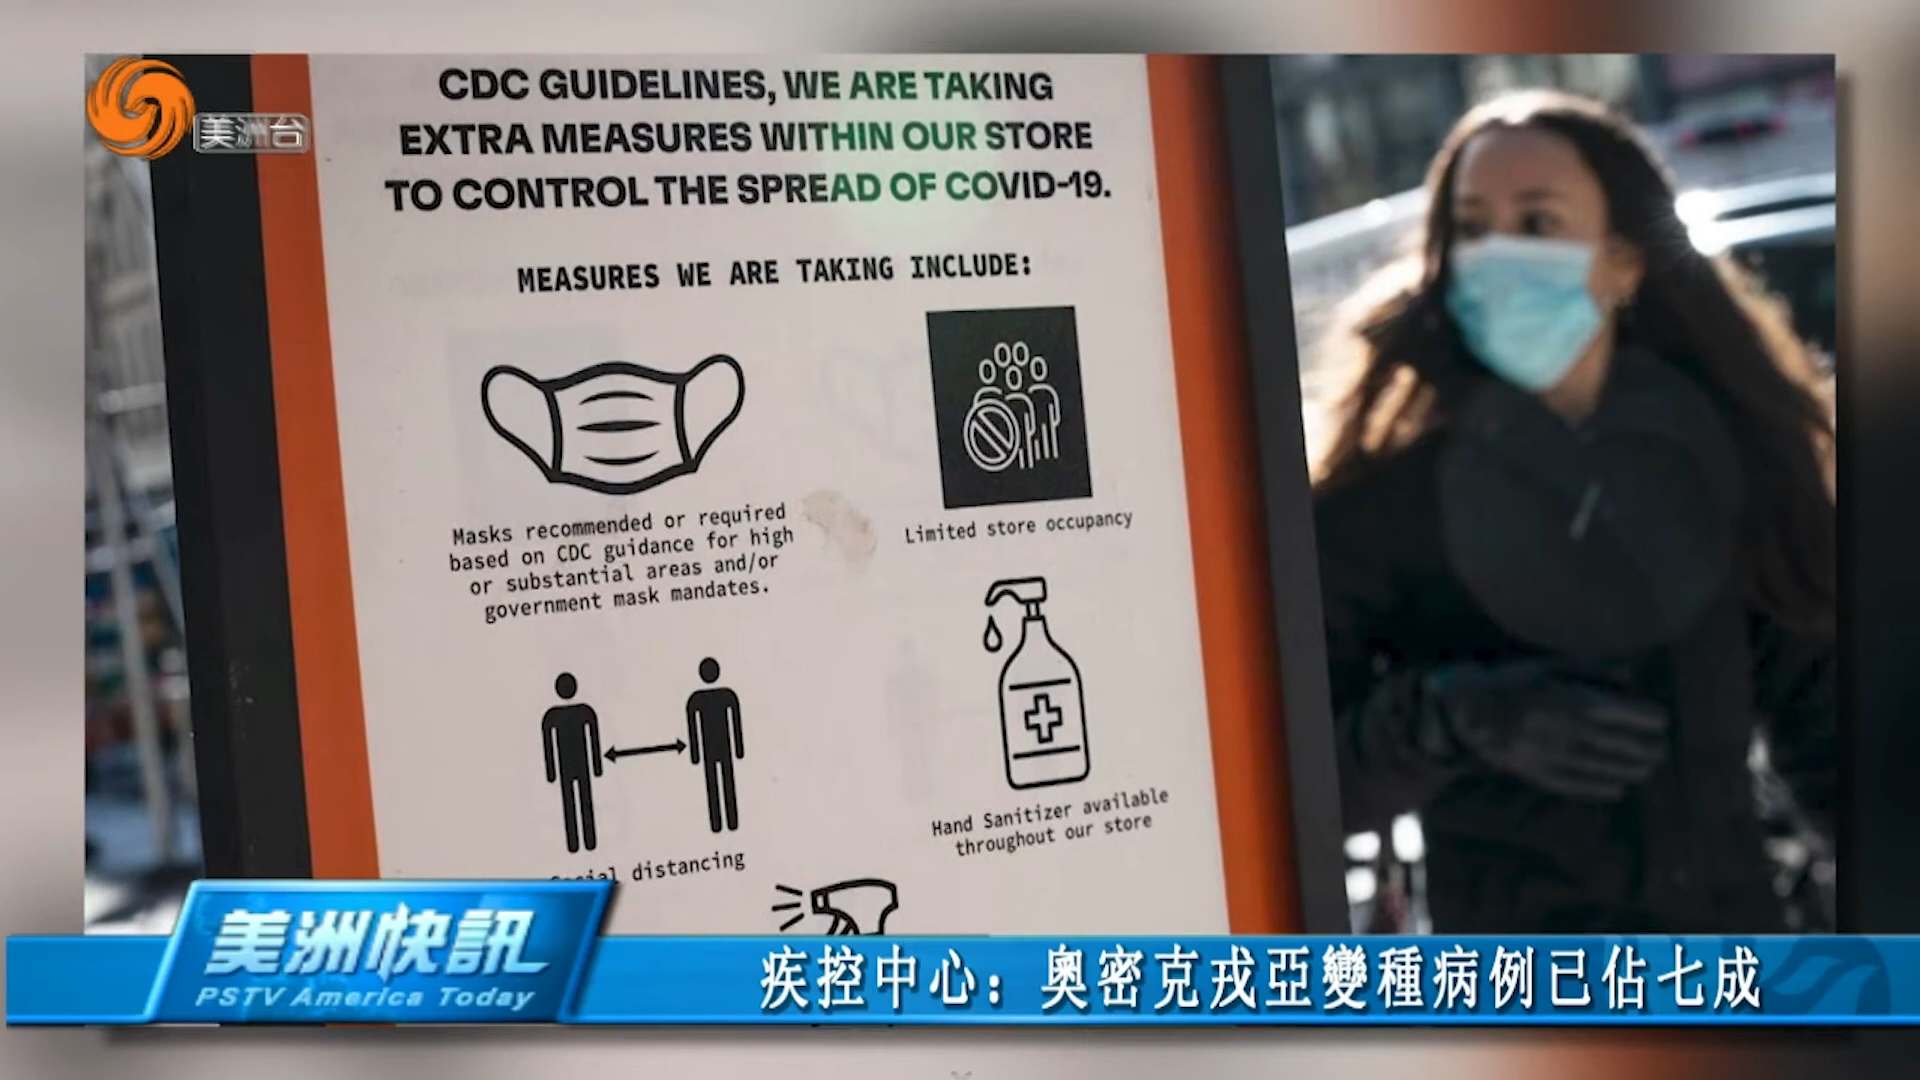 美洲台
CDC GUIDELINES, WE ARE TAKING
EXTRA MEASURES WITHIN OUR STORE
TO CONTROL THE SPREAD OF COVID-19.
MEASURES WE ARE TAKING INCLUDE:
Masks recommended or required
based on CDC guidance for high
or substantial areas and/or
government mask mandates.
Limited store occupancy
Social distancing
Hand Sanitizer available
throughout our store
美洲快訊
PSTV America Today
疾控中心：奧密克戎亞變種病例已佔七成